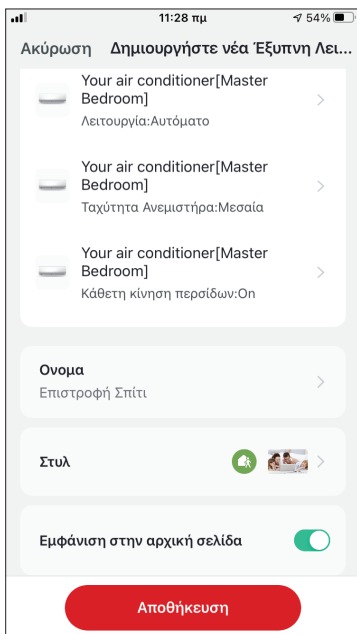 11:28 πμ
54%
Ακύρωση Δημιουργήστε νέα Έξυπνη Λει...
Your air conditioner[Master
Bedroom]
Λειτουργία:Αυτόματο
Your air conditioner[Master
Bedroom]
Ταχύτητα Ανεμιστήρα:Μεσαία
Your air conditioner[Master
Bedroom]
Κάθετη κίνηση περσίδων:On
Ονομα
Επιστροφή Σπίτι
Στυλ
Εμφάνιση στην αρχική σελίδα
Αποθήκευση